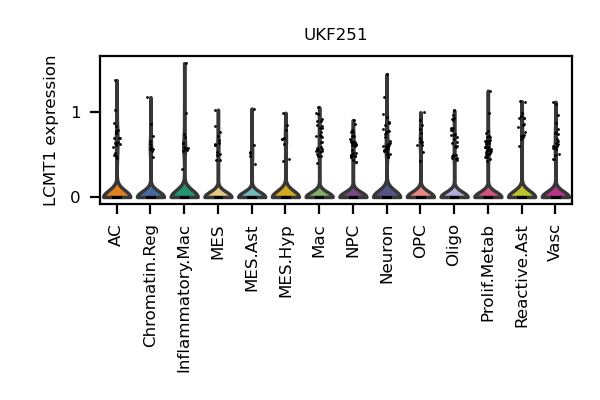 UKF251
LCMT1 expression
1
0
AC
Chromatin.Reg
Inflammatory.Mac
MES
MES.Ast
MES.Hyp
Mac
NPC
Neuron
OPC
Oligo
Prolif.Metab
Reactive.Ast
Vasc